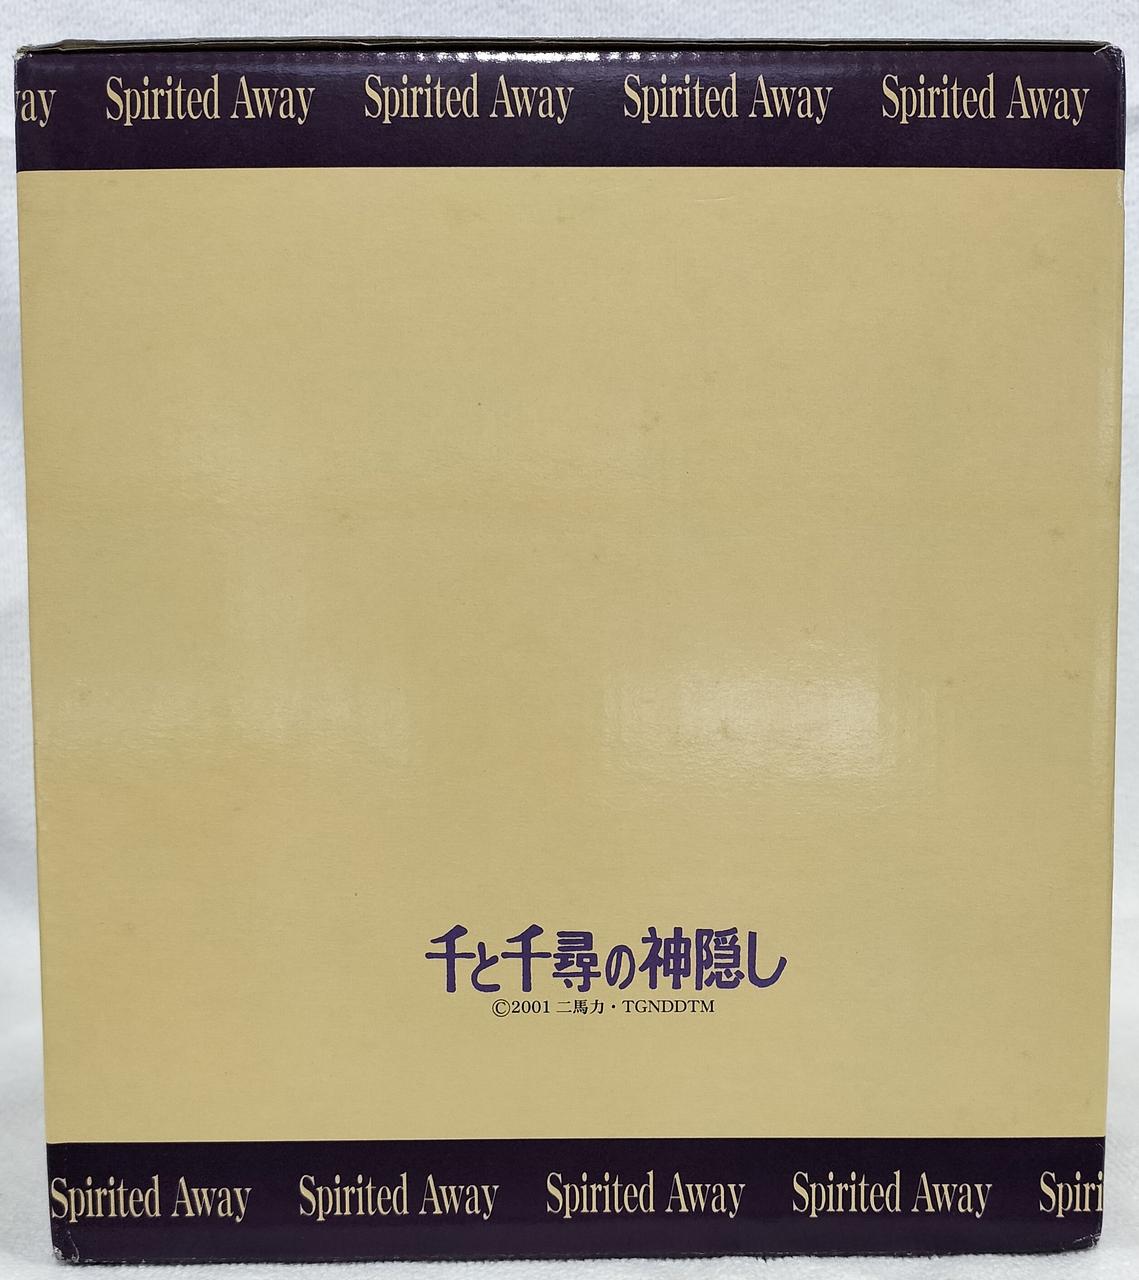 way Spirited Away Spirited Away Spirited Away Spirited Away
千と千尋の神隠し
©2001 二馬力・TGNDDTM
Spirited Away Spirited Away Spirited Away Spirited Away Spiri